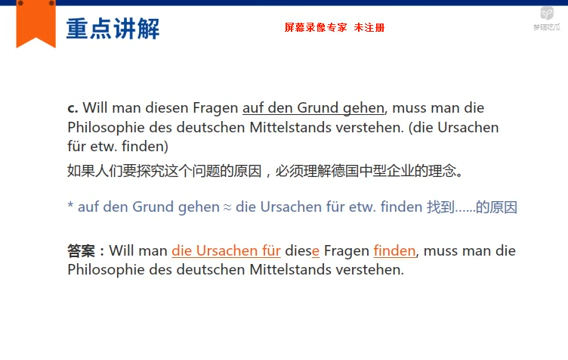 重点讲解
屏幕录像专家 未注册
c. Will man diesen Fragen auf den Grund gehen, muss man die
Philosophie des deutschen Mittelstands verstehen. (die Ursachen
für etw. finden)
如果人们要探究这个问题的原因，必须理解德国中型企业的理念。
* auf den Grund gehen ≈ die Ursachen für etw. finden 找到……的原因
答案：Will man die Ursachen für diese Fragen finden, muss man die
Philosophie des deutschen Mittelstands verstehen.